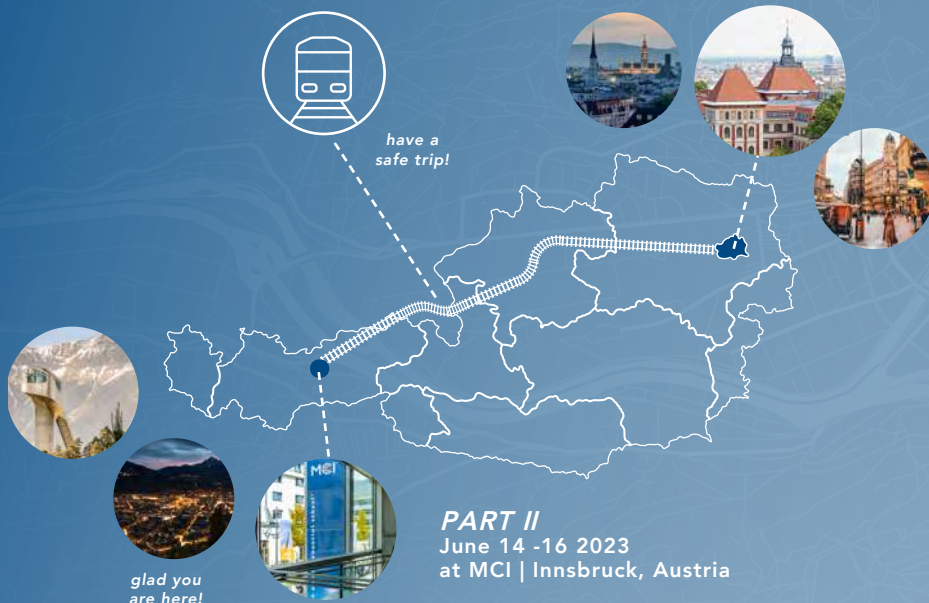 have a
safe trip!
MCI
PART II
June 14 -16 2023
at MCI | Innsbruck, Austria
glad you
are here!